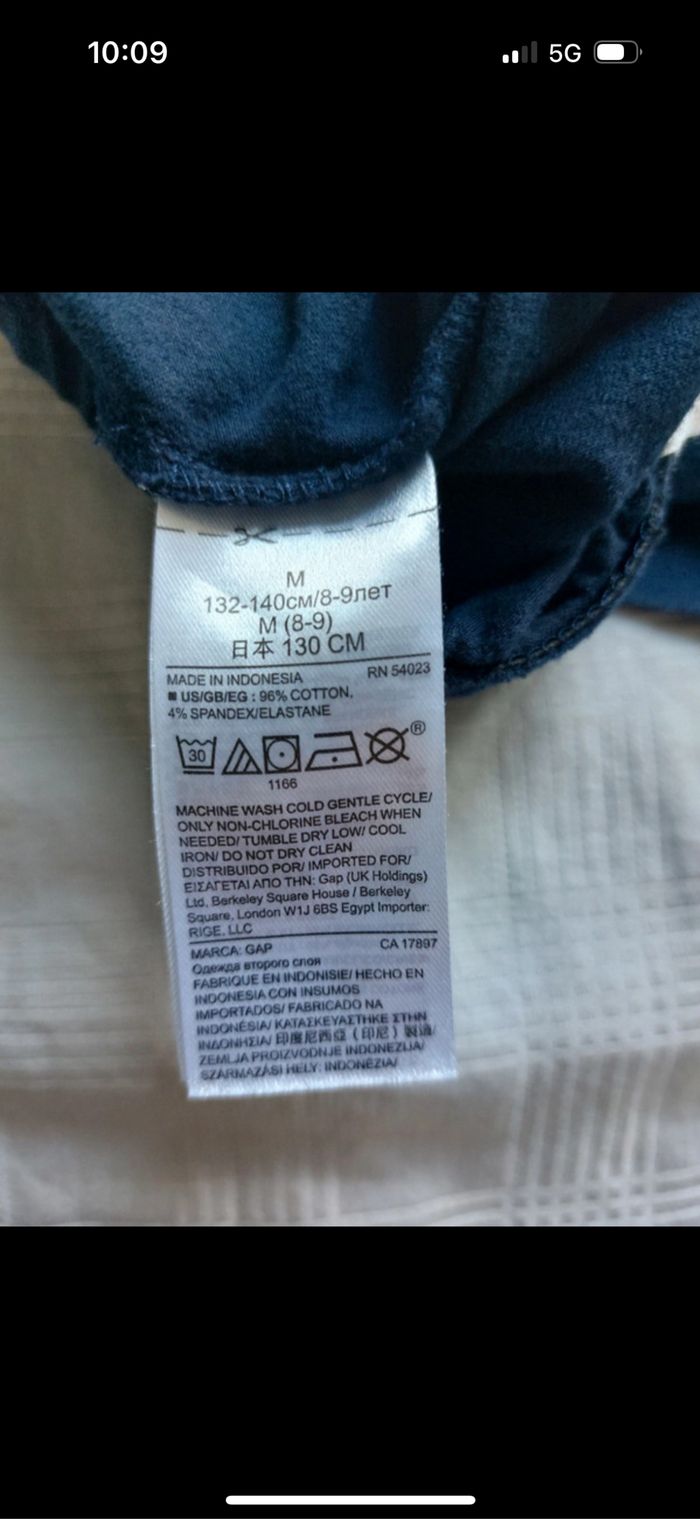 10:09
5G
M
132-140см/8-9лет
M (8-9)
日本 130 CM
MADE IN INDONESIA RN 54023
■ US/GB/EG : 96% COTTON,
4% SPANDEX/ELASTANE
30
®
1166
MACHINE WASH COLD GENTLE CYCLE/
ONLY NON-CHLORINE BLEACH WHEN
NEEDED/ TUMBLE DRY LOW/ COOL
IRON/ DO NOT DRY CLEAN
DISTRIBUIDO POR/ IMPORTED FOR/
ΕΙΣΑΓΕΤΑΙ ΑΠΟ ΤΗΝ: Gap (UK Holdings)
Ltd, Berkeley Square House / Berkeley
Square, London W1J 6BS Egypt Importer:
RIGE, LLC
MARCA: GAP CA 17897
Одежда второго слоя
FABRIQUE EN INDONISIE/ HECHO EN
INDONESIA CON INSUMOS
IMPORTADOS/ FABRICADO NA
INDONÉSIA/ ΚΑΤΑΣΚΕΥΑΣΤΗΚΕ ΣΤΗΝ
ΙΝΔΟΝΗΣΙΑ/ 印度尼西亞 ( 印尼 ) 製造/
ZEMLJA PROIZVODNJE INDONEZIJA/
SZÁRMAZÁSI HELY: INDONÉZIA/